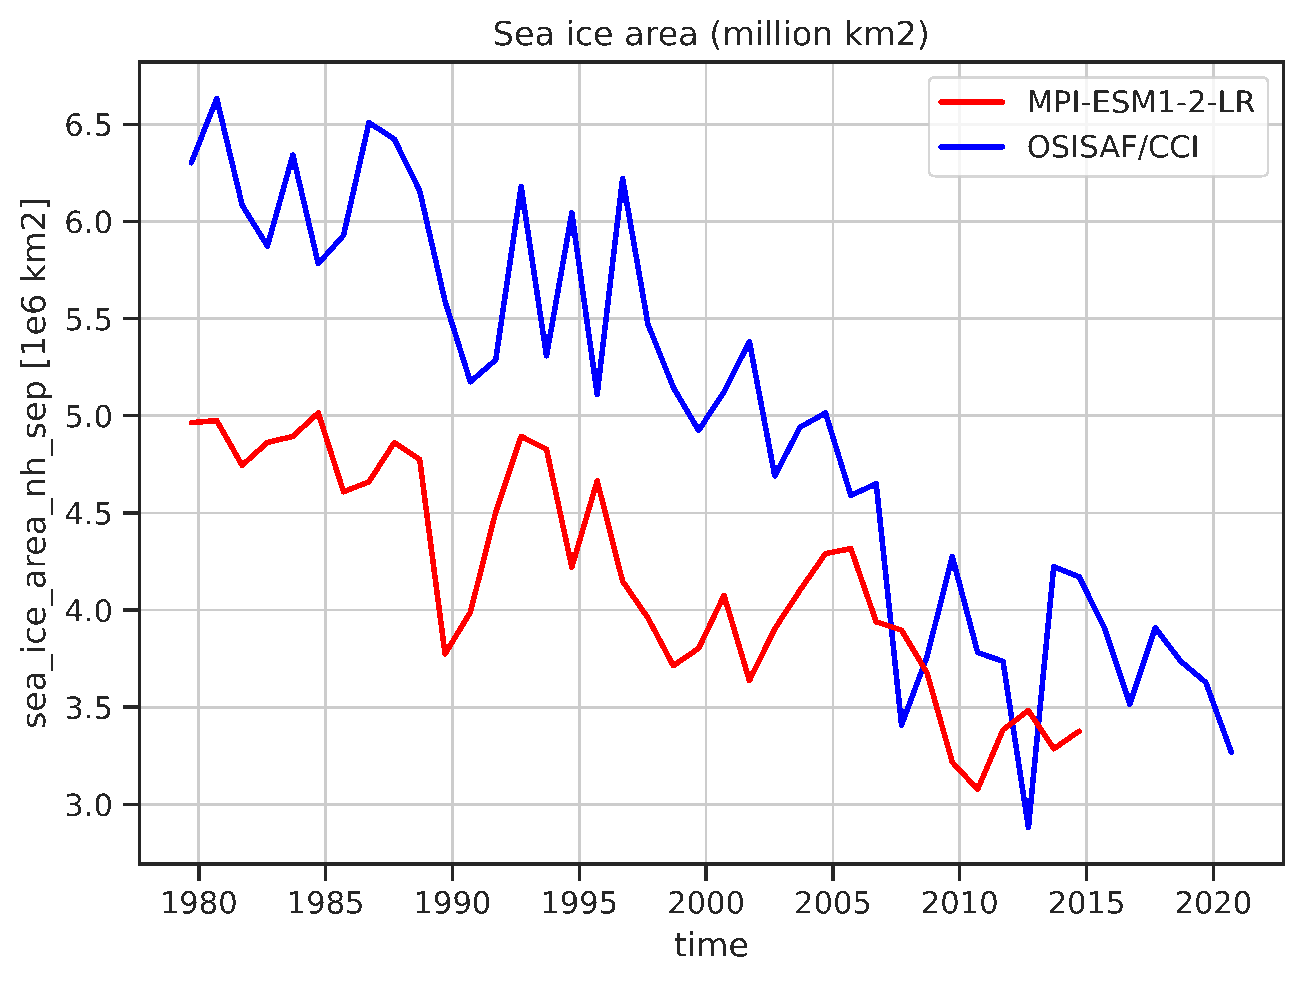 Sea ice area (million km2)
MPI-ESM1-2-LR
OSISAF/CCI
sea_ice_area_nh_sep [1e6 km2]
6.5
6.0
5.5
5.0
4.5
4.0
3.5
3.0
1980 1985 1990 1995 2000 2005 2010 2015 2020
time